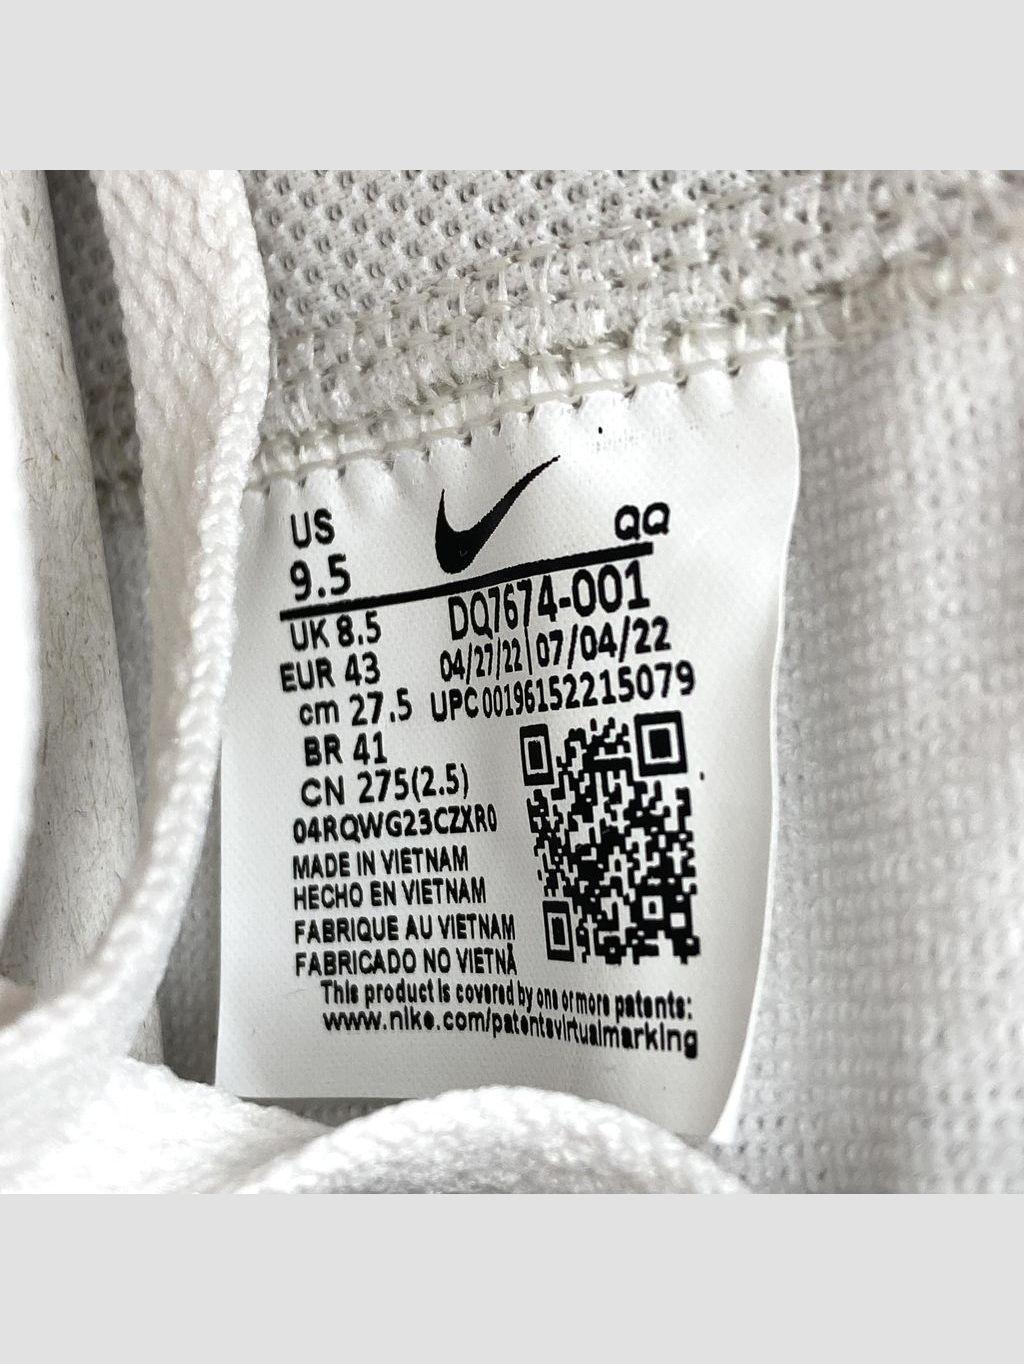 US
QQ
9.5
UK 8.5
DQ7674-001
EUR 43
04/27/22|07/04/22
cm 27.5
UPC 00196152215079
BR 41
CN 275(2.5)
04RQWG23CZXR0
MADE IN VIETNAM
HECHO EN VIETNAM
FABRIQUE AU VIETNAM
FABRICADO NO VIETNÃ
This product is covered by one or more patents:
www.nike.com/patentsvirtualmarking